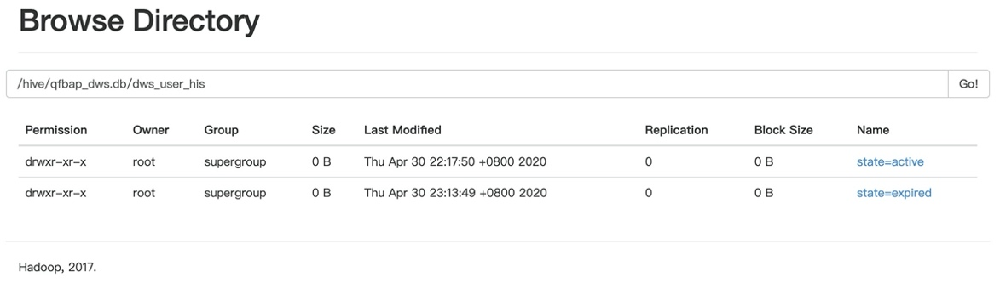 Browse Directory
/hive/qfbap_dws.db/dws_user_his Go!
Permission Owner Group Size Last Modified Replication Block Size Name
drwxr-xr-x root supergroup 0 B Thu Apr 30 22:17:50 +0800 2020 0 0 B state=active
drwxr-xr-x root supergroup 0 B Thu Apr 30 23:13:49 +0800 2020 0 0 B state=expired
Hadoop, 2017.